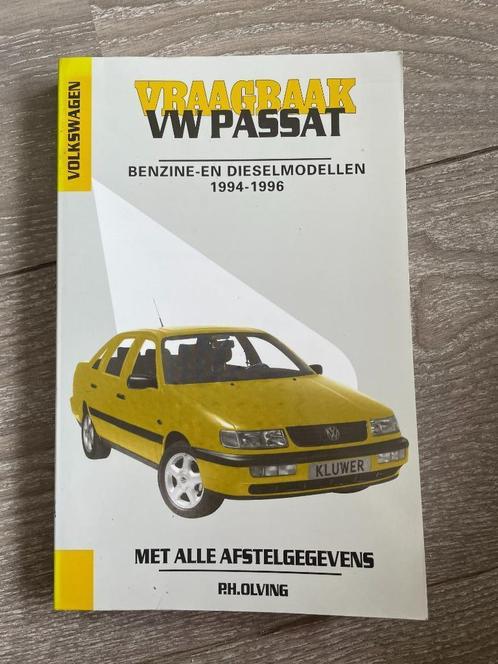 VOLKSWAGEN
VRAAGBAAK
VW PASSAT
BENZINE-EN DIESELMODELLEN
1994-1996
KLUWER
MET ALLE AFSTELGEGEVENS
P.H.OLVING